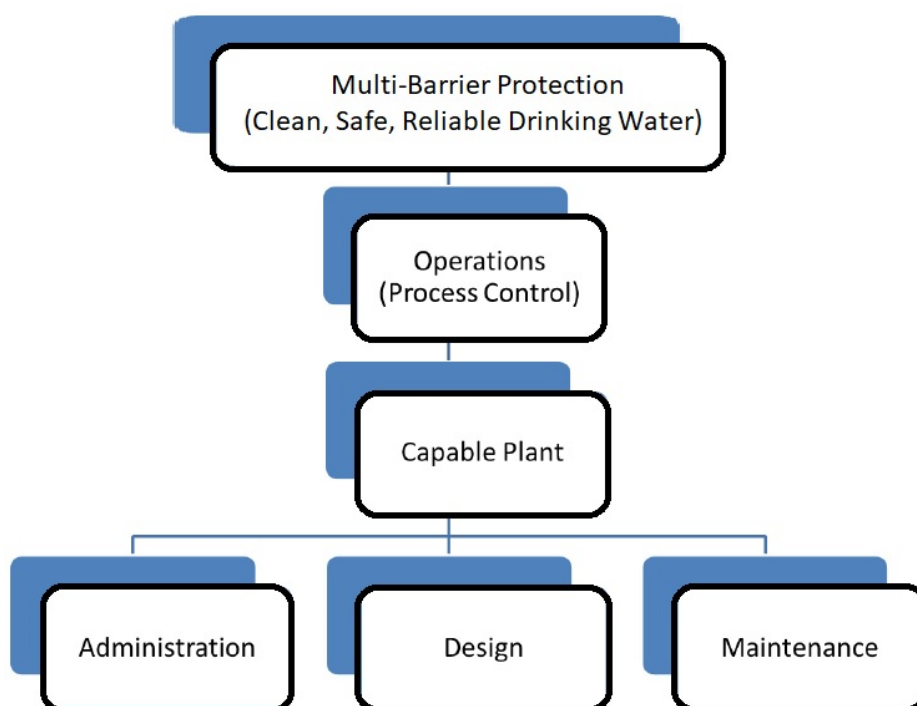 Multi-Barrier Protection
(Clean, Safe, Reliable Drinking Water)
Operations
(Process Control)
Capable Plant
Administration
Design
Maintenance